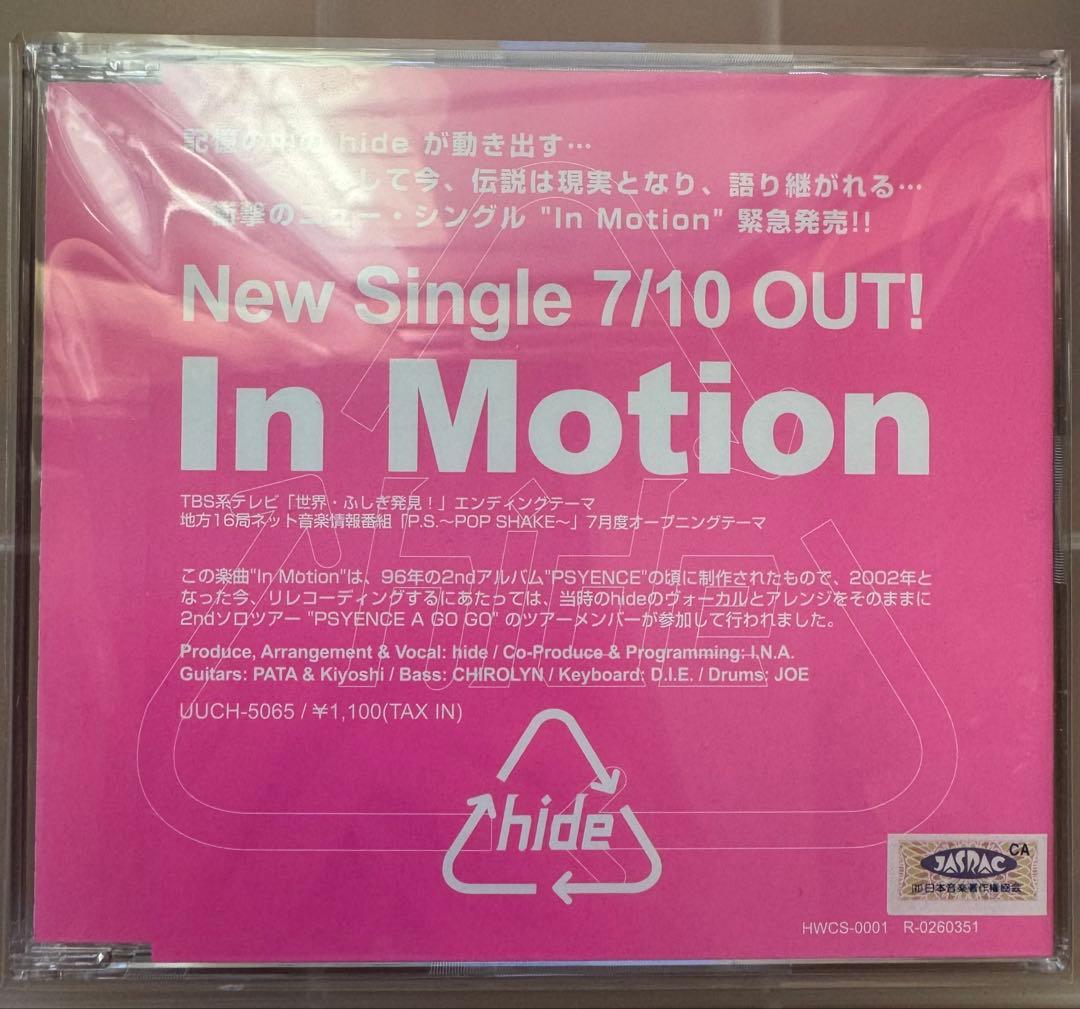 記憶の中の hide が動き出す…
して今、伝説は現実となり、語り継がれる…
衝撃のニュー・シングル "In Motion" 緊急発売!!
New Single 7/10 OUT!
In Motion
TBS系テレビ「世界・ふしぎ発見！」エンディングテーマ
地方16局ネット音楽情報番組「P.S.～POP SHAKE～」7月度オープニングテーマ
この楽曲"In Motion"は、96年の2ndアルバム"PSYENCE"の頃に制作されたもので、2002年と
なった今、リレコーディングするにあたっては、当時のhideのヴォーカルとアレンジをそのままに
2ndソロツアー "PSYENCE A GO GO" のツアーメンバーが参加して行われました。
Produce, Arrangement & Vocal: hide / Co-Produce & Programming: I.N.A.
Guitars: PATA & Kiyoshi / Bass: CHIROLYN / Keyboard: D.I.E. / Drums: JOE
UUCH-5065 / ¥1,100(TAX IN)
hide
CA
JASRAC
㈳日本音楽著作権協会
HWCS-0001 R-0260351